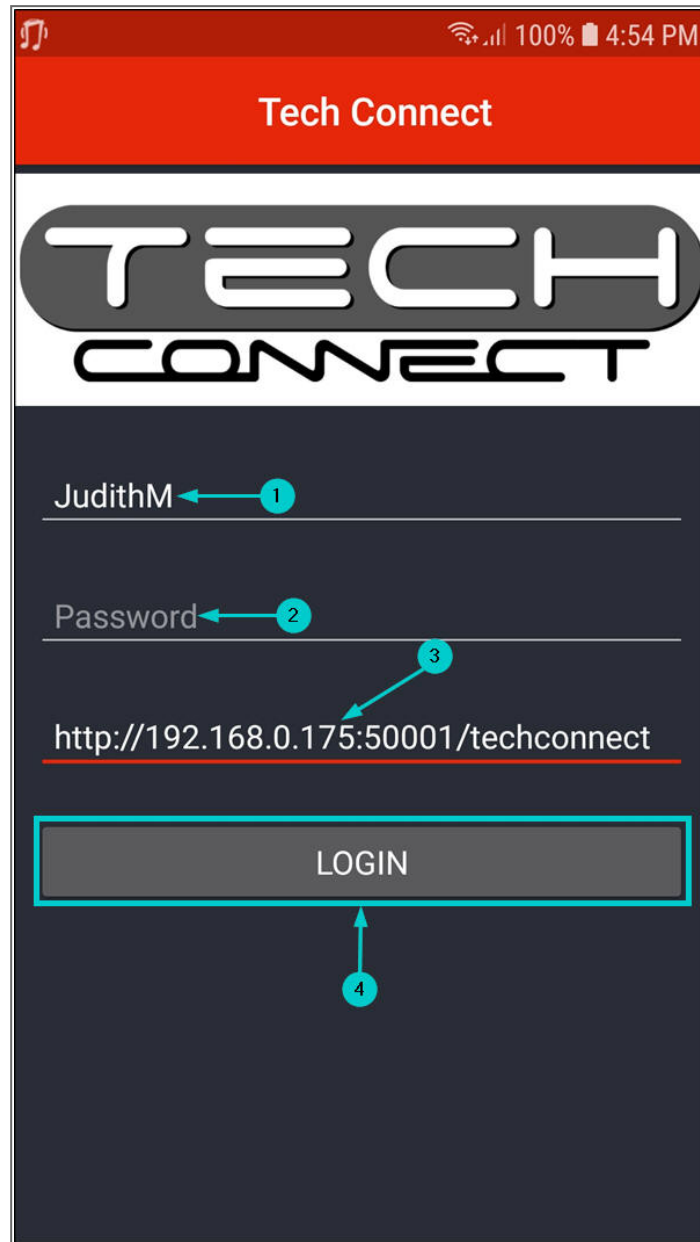 100% 4:54 PM
Tech Connect
TECH
CONNECT
JudithM
1
Password
2
3
http://192.168.0.175:50001/techconnect
LOGIN
4